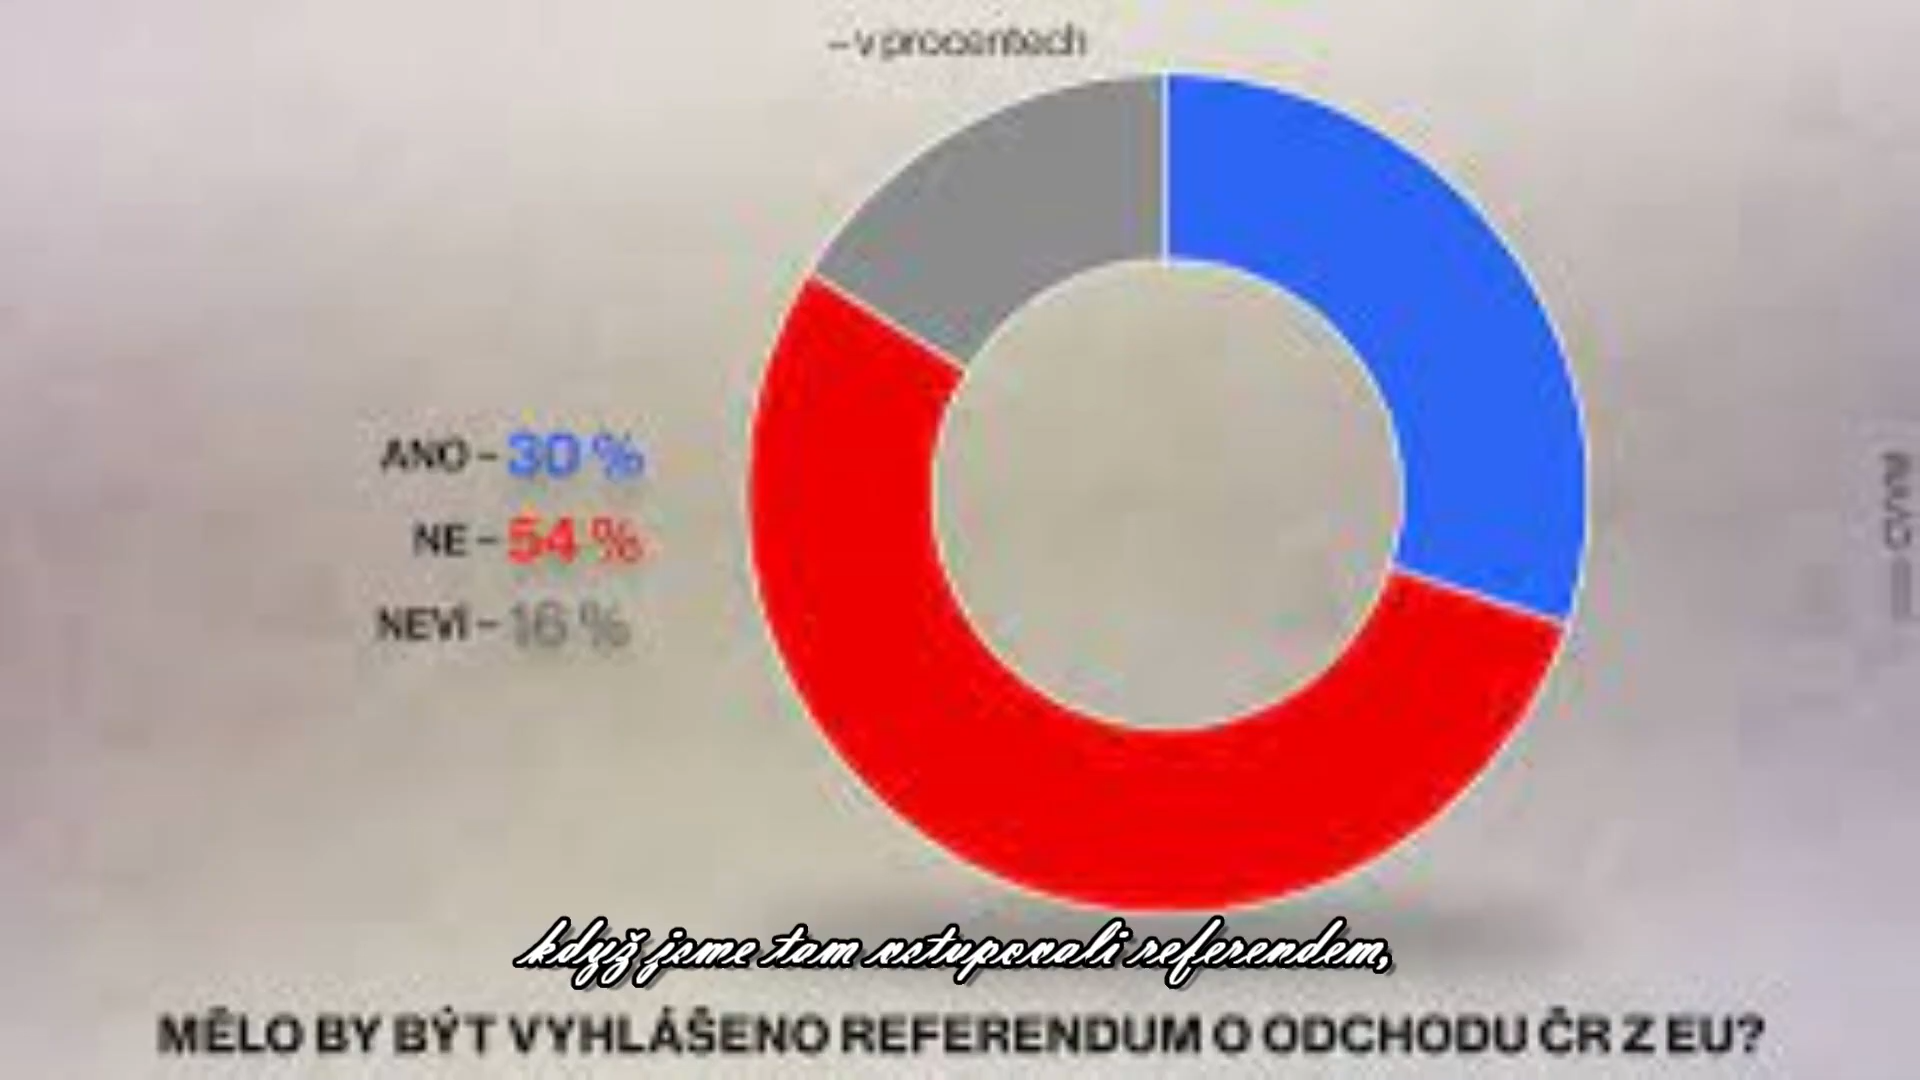 – v procentech
ANO – 30 %
NE – 54 %
NEVÍ – 16 %
když jsme tam vstupovali referendem,
MĚLO BY BÝT VYHLÁŠENO REFERENDUM O ODCHODU ČR Z EU?